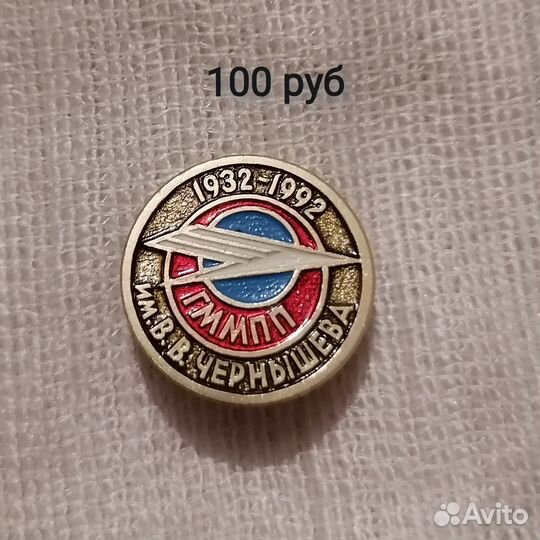 100 руб
1932-1992
ГММПП
ИМ.В.В.ЧЕРНЫШЕВА
Avito